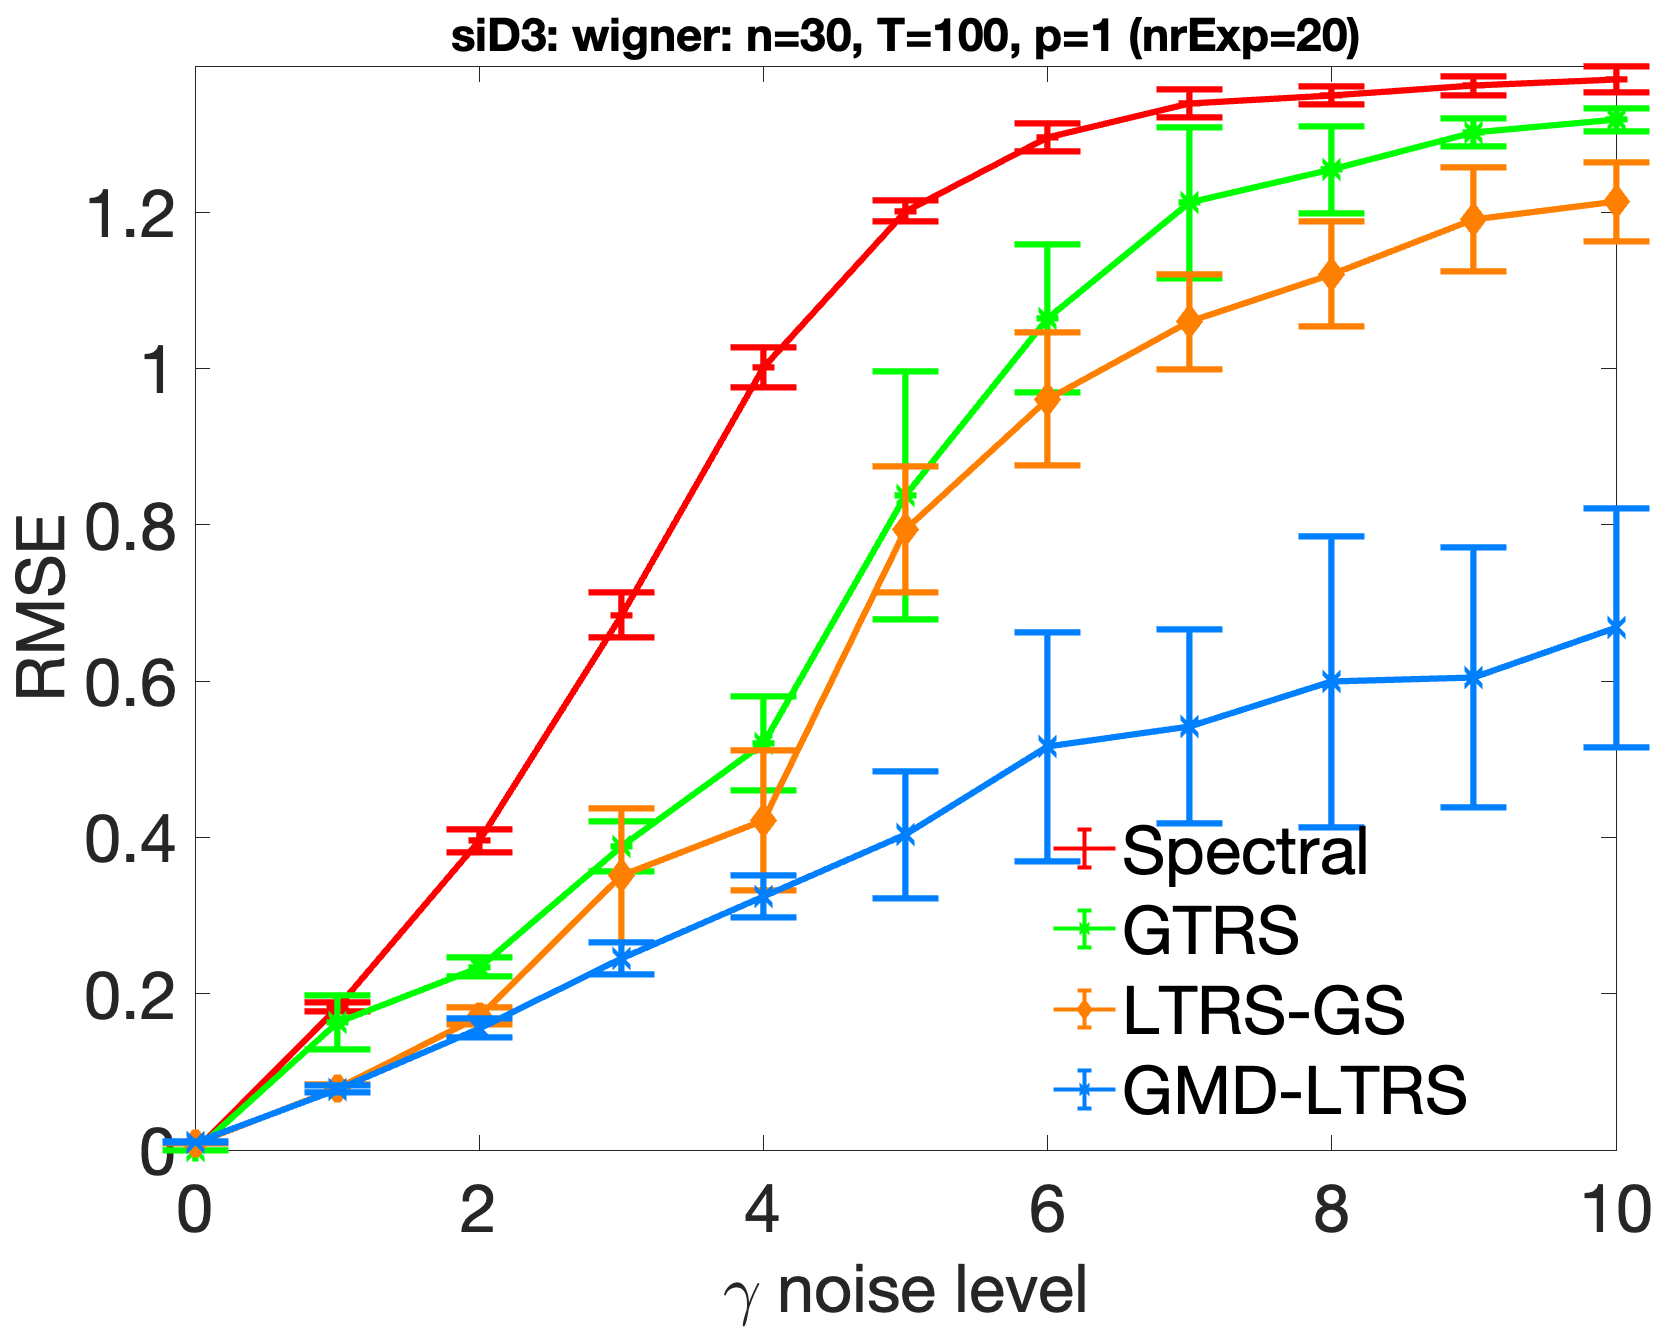 siD3: wigner: n=30, T=100, p=1 (nrExp=20)
RMSE
1.2
1
0.8
0.6
0.4
0.2
0
0 2 4 6 8 10
γ noise level
Spectral
GTRS
LTRS-GS
GMD-LTRS